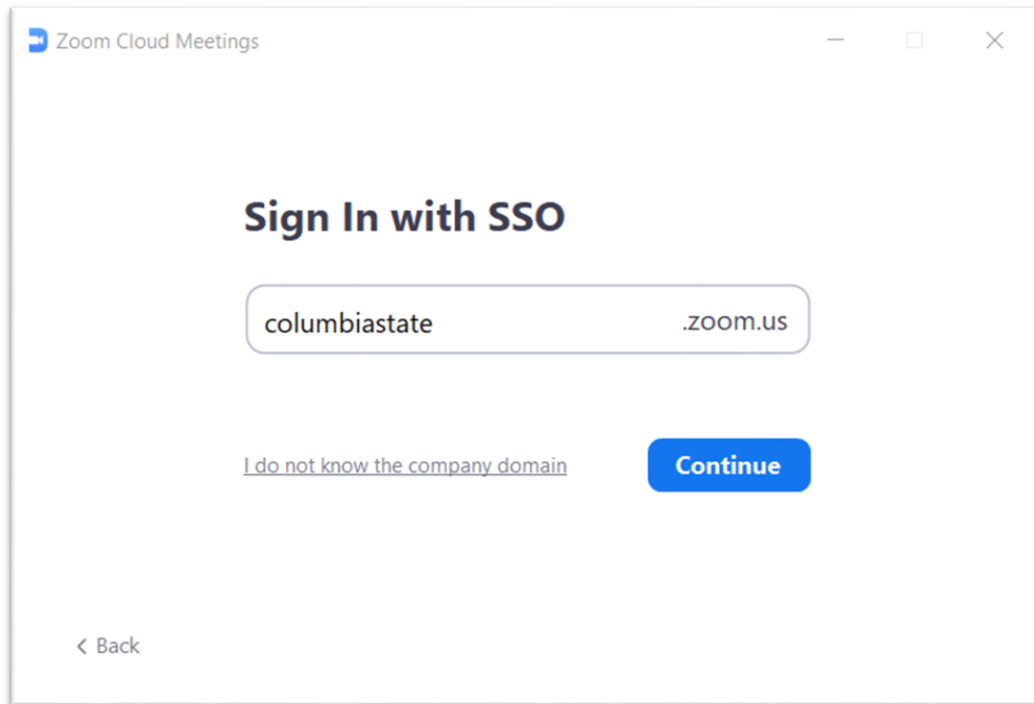 Zoom Cloud Meetings
Sign In with SSO
columbiastate .zoom.us
I do not know the company domain
Continue
Back